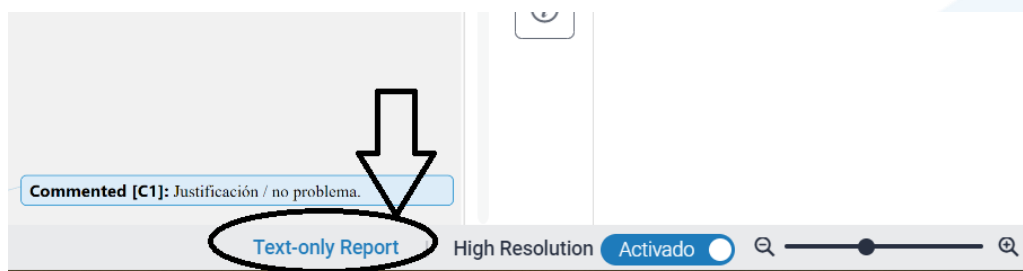 Commented [C1]: Justificación / no problema.
Text-only Report | High Resolution Activado